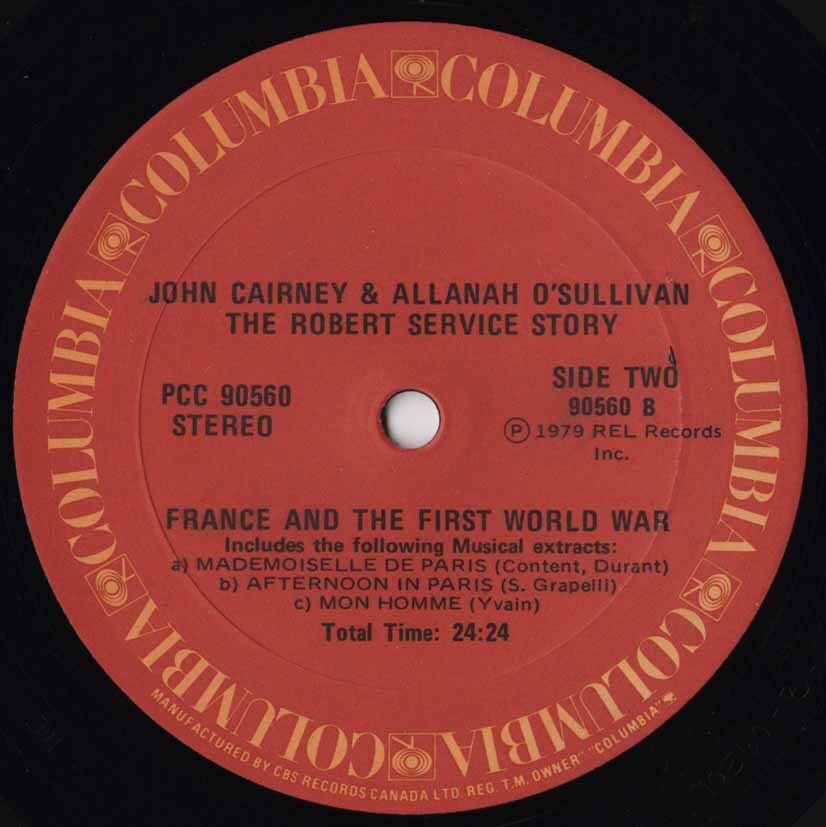 COLUMBIA COLUMBIA COLUMBIA COLUMBIA COLUMBIA COLUMBIA COLUMBIA COLUMBIA
JOHN CAIRNEY & ALLANAH O'SULLIVAN
THE ROBERT SERVICE STORY
PCC 90560
STEREO
SIDE TWO
90560 B
Ⓟ 1979 REL Records
Inc.
FRANCE AND THE FIRST WORLD WAR
Includes the following Musical extracts:
a) MADEMOISELLE DE PARIS (Content, Durant)
b) AFTERNOON IN PARIS (S. Grapelli)
c) MON HOMME (Yvain)
Total Time: 24:24
MANUFACTURED BY CBS RECORDS CANADA LTD. REG. T.M. OWNER "COLUMBIA"